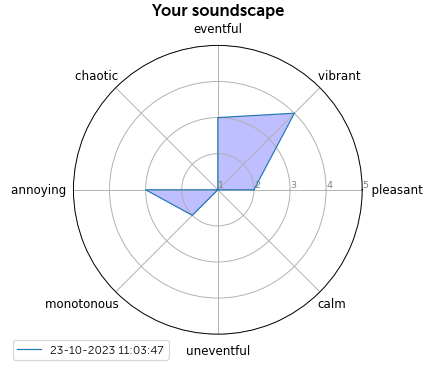 Your soundscape
eventful
chaotic
vibrant
annoying
1
2
3
4
5
pleasant
monotonous
calm
uneventful
23-10-2023 11:03:47